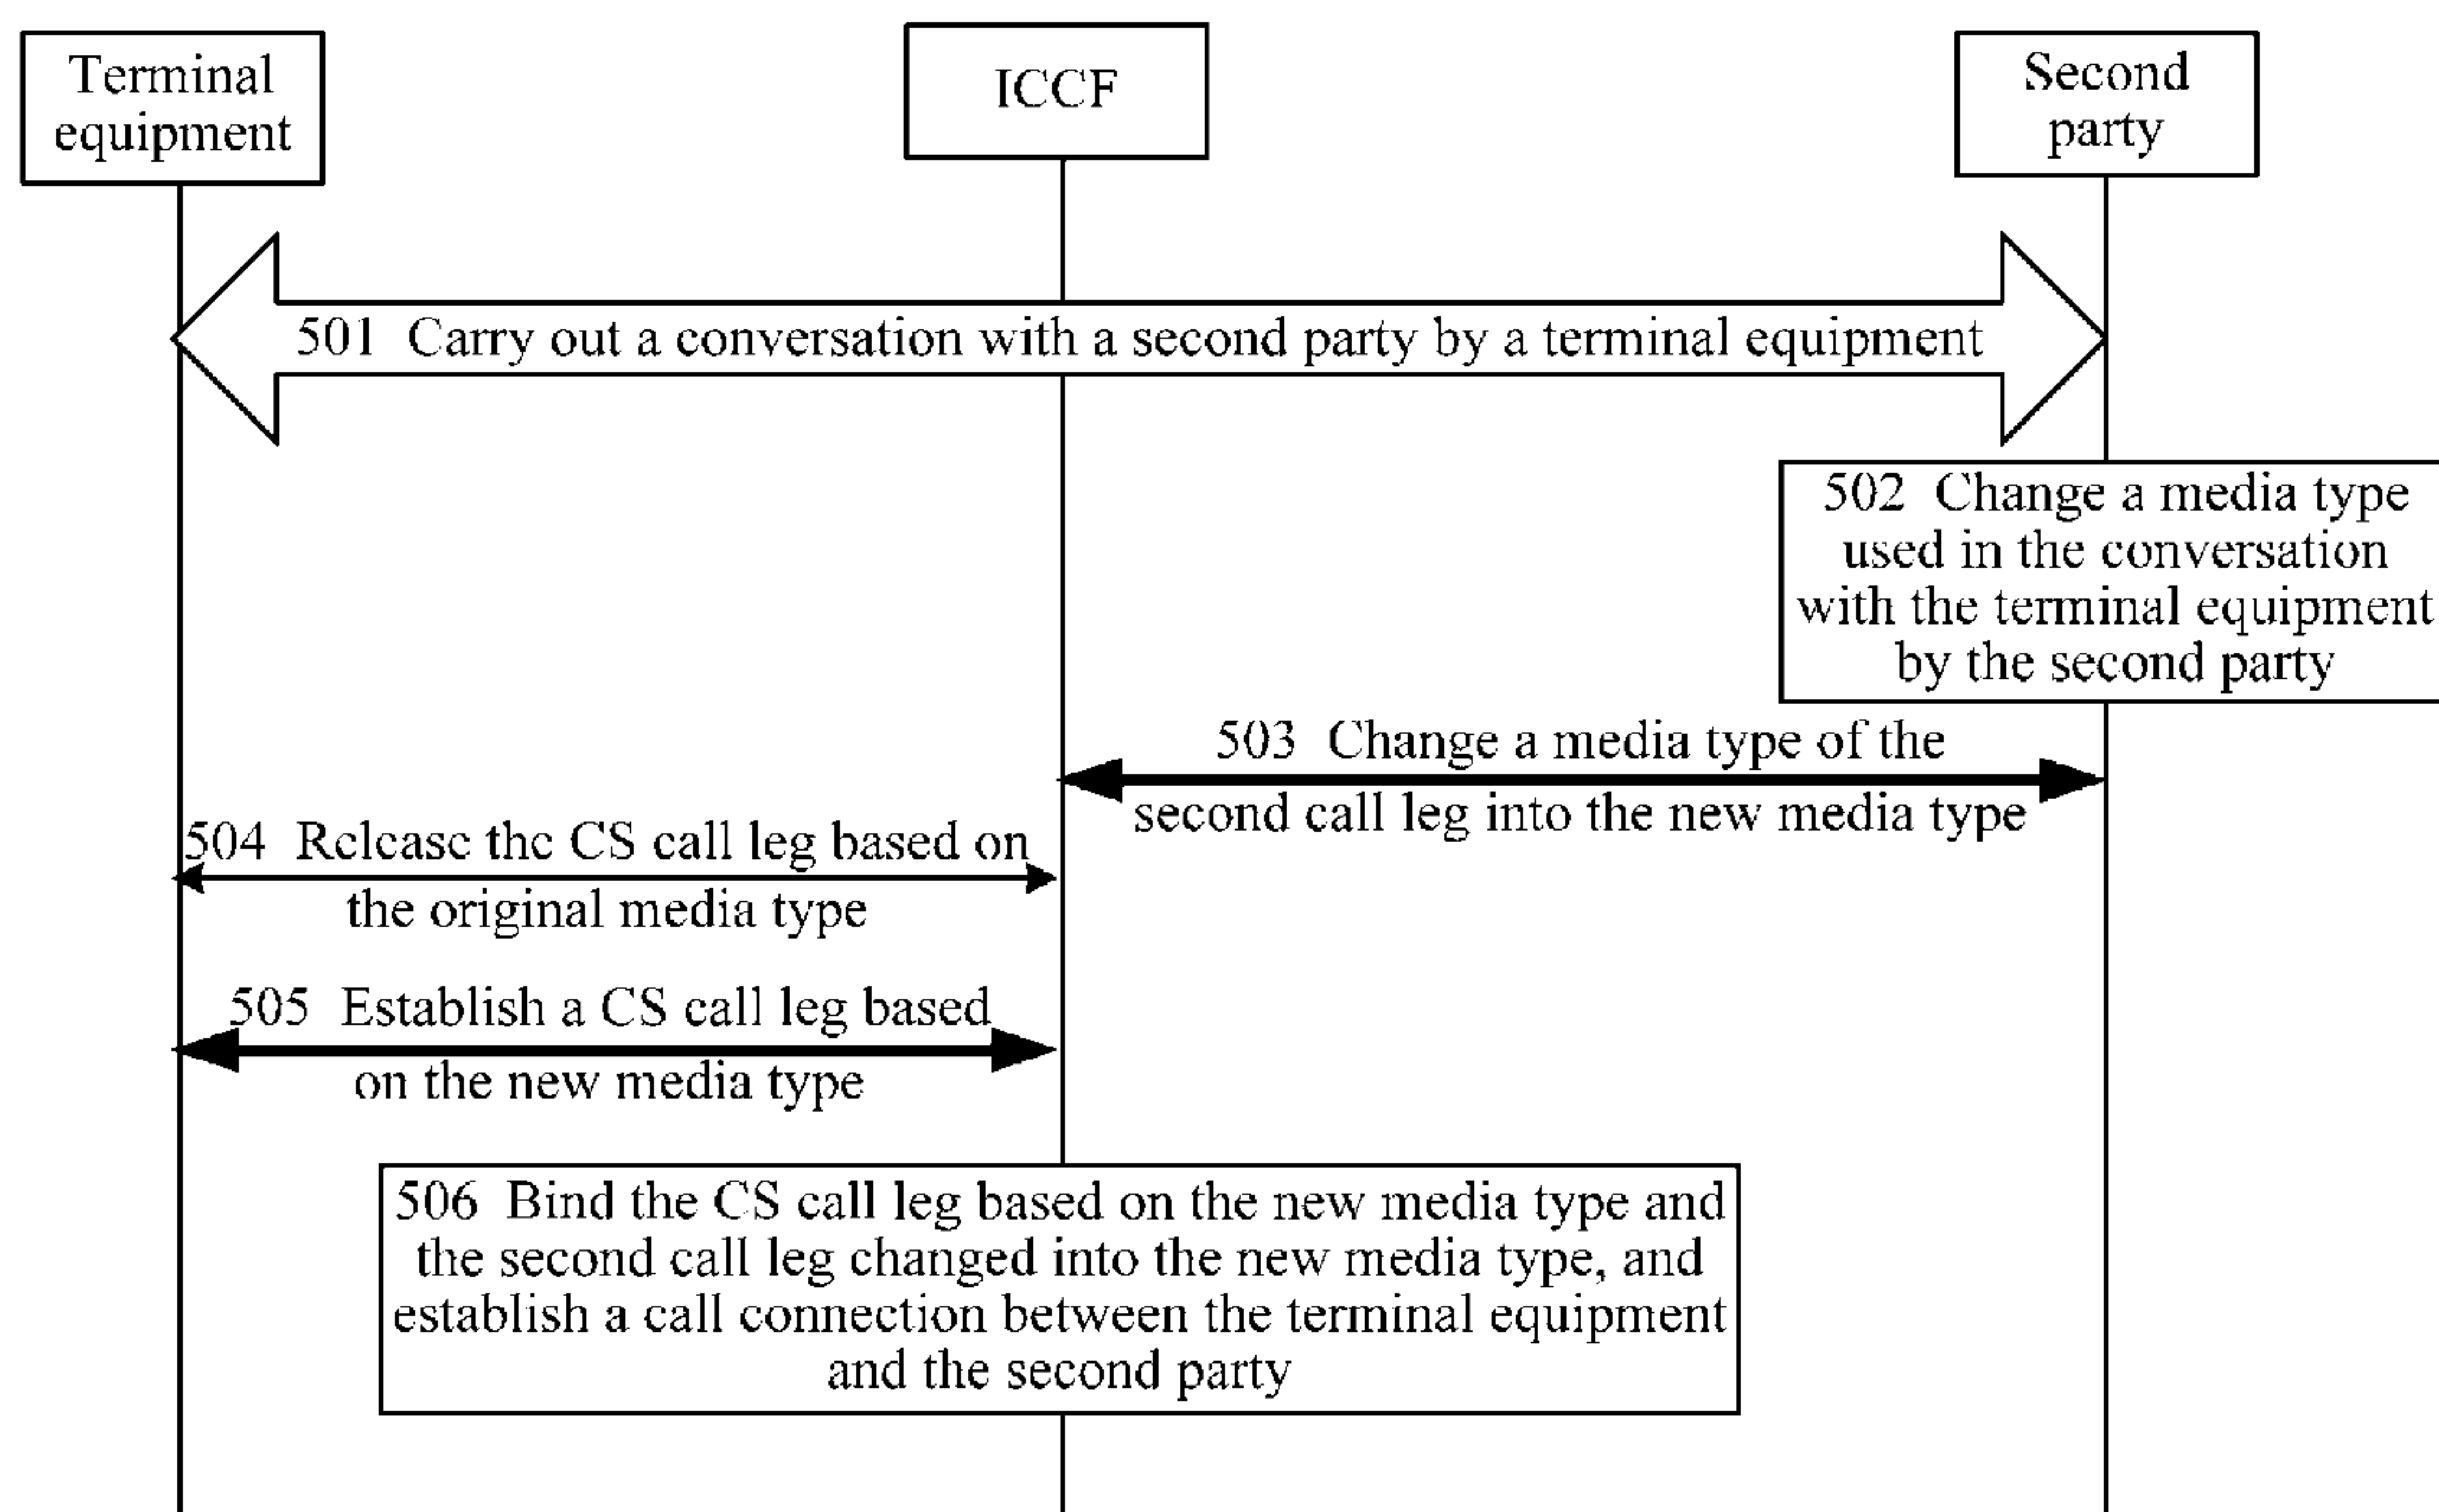 Terminal
equipment
ICCF
Second
party
501 Carry out a conversation with a second party by a terminal equipment
502 Change a media type
used in the conversation
with the terminal equipment
by the second party
503 Change a media type of the
second call leg into the new media type
504 Release the CS call leg based on
the original media type
505 Establish a CS call leg based
on the new media type
506 Bind the CS call leg based on the new media type and
the second call leg changed into the new media type, and
establish a call connection between the terminal equipment
and the second party